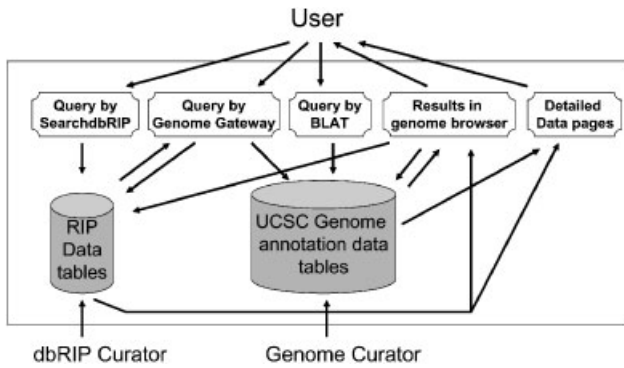 User
Query by
SearchdbRIP
Query by
Genome Gateway
Query by
BLAT
Results in
genome browser
Detailed
Data pages
RIP
Data
tables
UCSC Genome
annotation data
tables
dbRIP Curator
Genome Curator